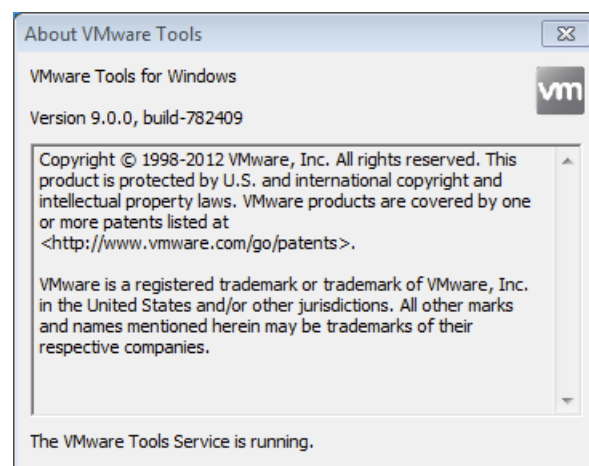 About VMware Tools
VMware Tools for Windows
vm
Version 9.0.0, build-782409
Copyright © 1998-2012 VMware, Inc. All rights reserved. This
product is protected by U.S. and international copyright and
intellectual property laws. VMware products are covered by one
or more patents listed at
<http://www.vmware.com/go/patents>.
VMware is a registered trademark or trademark of VMware, Inc.
in the United States and/or other jurisdictions. All other marks
and names mentioned herein may be trademarks of their
respective companies.
The VMware Tools Service is running.